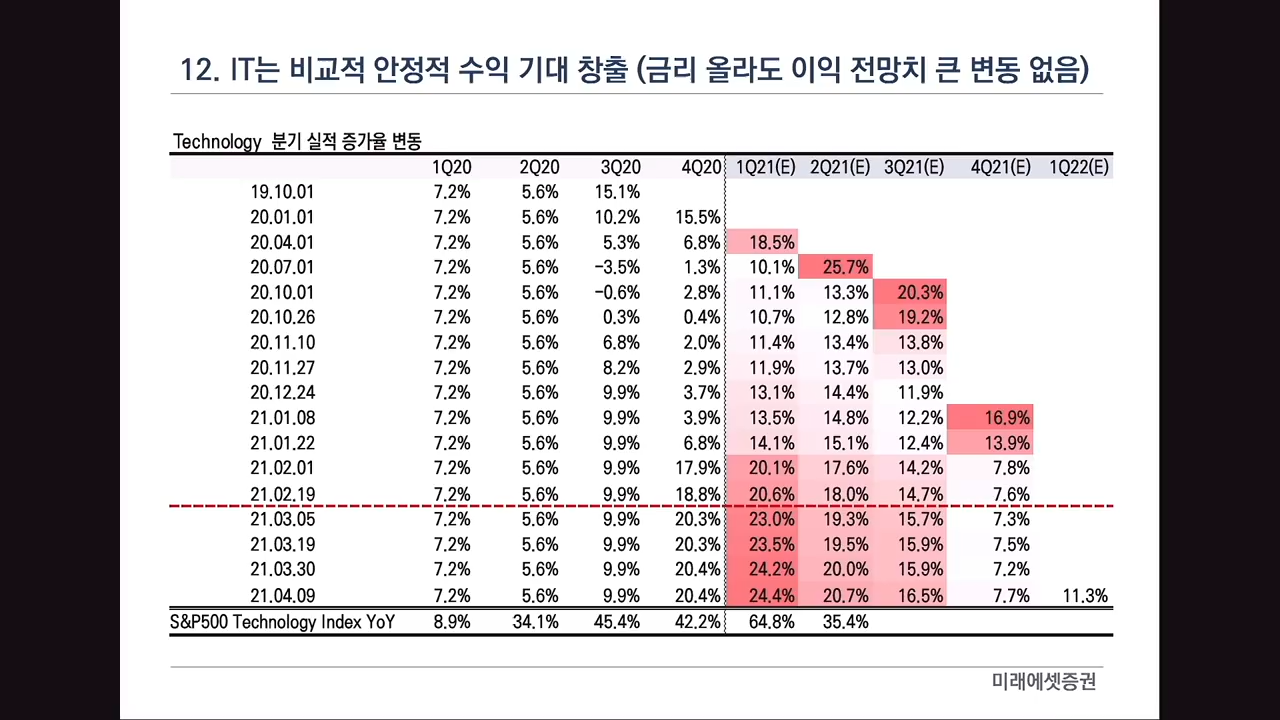 12. IT는 비교적 안정적 수익 기대 창출 (금리 올라도 이익 전망치 큰 변동 없음)
Technology 분기 실적 증가율 변동
1Q20 2Q20 3Q20 4Q20 1Q21(E) 2Q21(E) 3Q21(E) 4Q21(E) 1Q22(E)
19.10.01 7.2% 5.6% 15.1%
20.01.01 7.2% 5.6% 10.2% 15.5%
20.04.01 7.2% 5.6% 5.3% 6.8% 18.5%
20.07.01 7.2% 5.6% -3.5% 1.3% 10.1% 25.7%
20.10.01 7.2% 5.6% -0.6% 2.8% 11.1% 13.3% 20.3%
20.10.26 7.2% 5.6% 0.3% 0.4% 10.7% 12.8% 19.2%
20.11.10 7.2% 5.6% 6.8% 2.0% 11.4% 13.4% 13.8%
20.11.27 7.2% 5.6% 8.2% 2.9% 11.9% 13.7% 13.0%
20.12.24 7.2% 5.6% 9.9% 3.7% 13.1% 14.4% 11.9%
21.01.08 7.2% 5.6% 9.9% 3.9% 13.5% 14.8% 12.2% 16.9%
21.01.22 7.2% 5.6% 9.9% 6.8% 14.1% 15.1% 12.4% 13.9%
21.02.01 7.2% 5.6% 9.9% 17.9% 20.1% 17.6% 14.2% 7.8%
21.02.19 7.2% 5.6% 9.9% 18.8% 20.6% 18.0% 14.7% 7.6%
21.03.05 7.2% 5.6% 9.9% 20.3% 23.0% 19.3% 15.7% 7.3%
21.03.19 7.2% 5.6% 9.9% 20.3% 23.5% 19.5% 15.9% 7.5%
21.03.30 7.2% 5.6% 9.9% 20.4% 24.2% 20.0% 15.9% 7.2%
21.04.09 7.2% 5.6% 9.9% 20.4% 24.4% 20.7% 16.5% 7.7% 11.3%
S&P500 Technology Index YoY 8.9% 34.1% 45.4% 42.2% 64.8% 35.4%
미래에셋증권